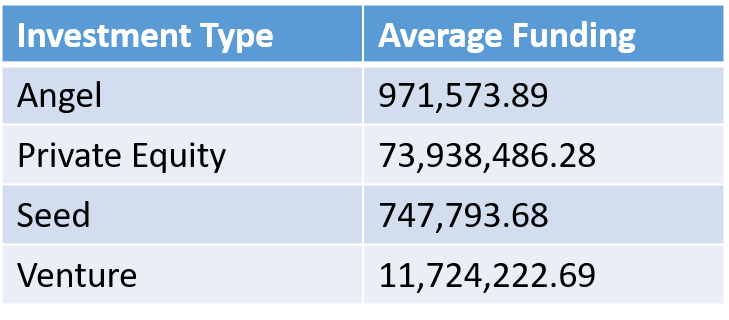 Investment Type Average Funding
Angel 971,573.89
Private Equity 73,938,486.28
Seed 747,793.68
Venture 11,724,222.69